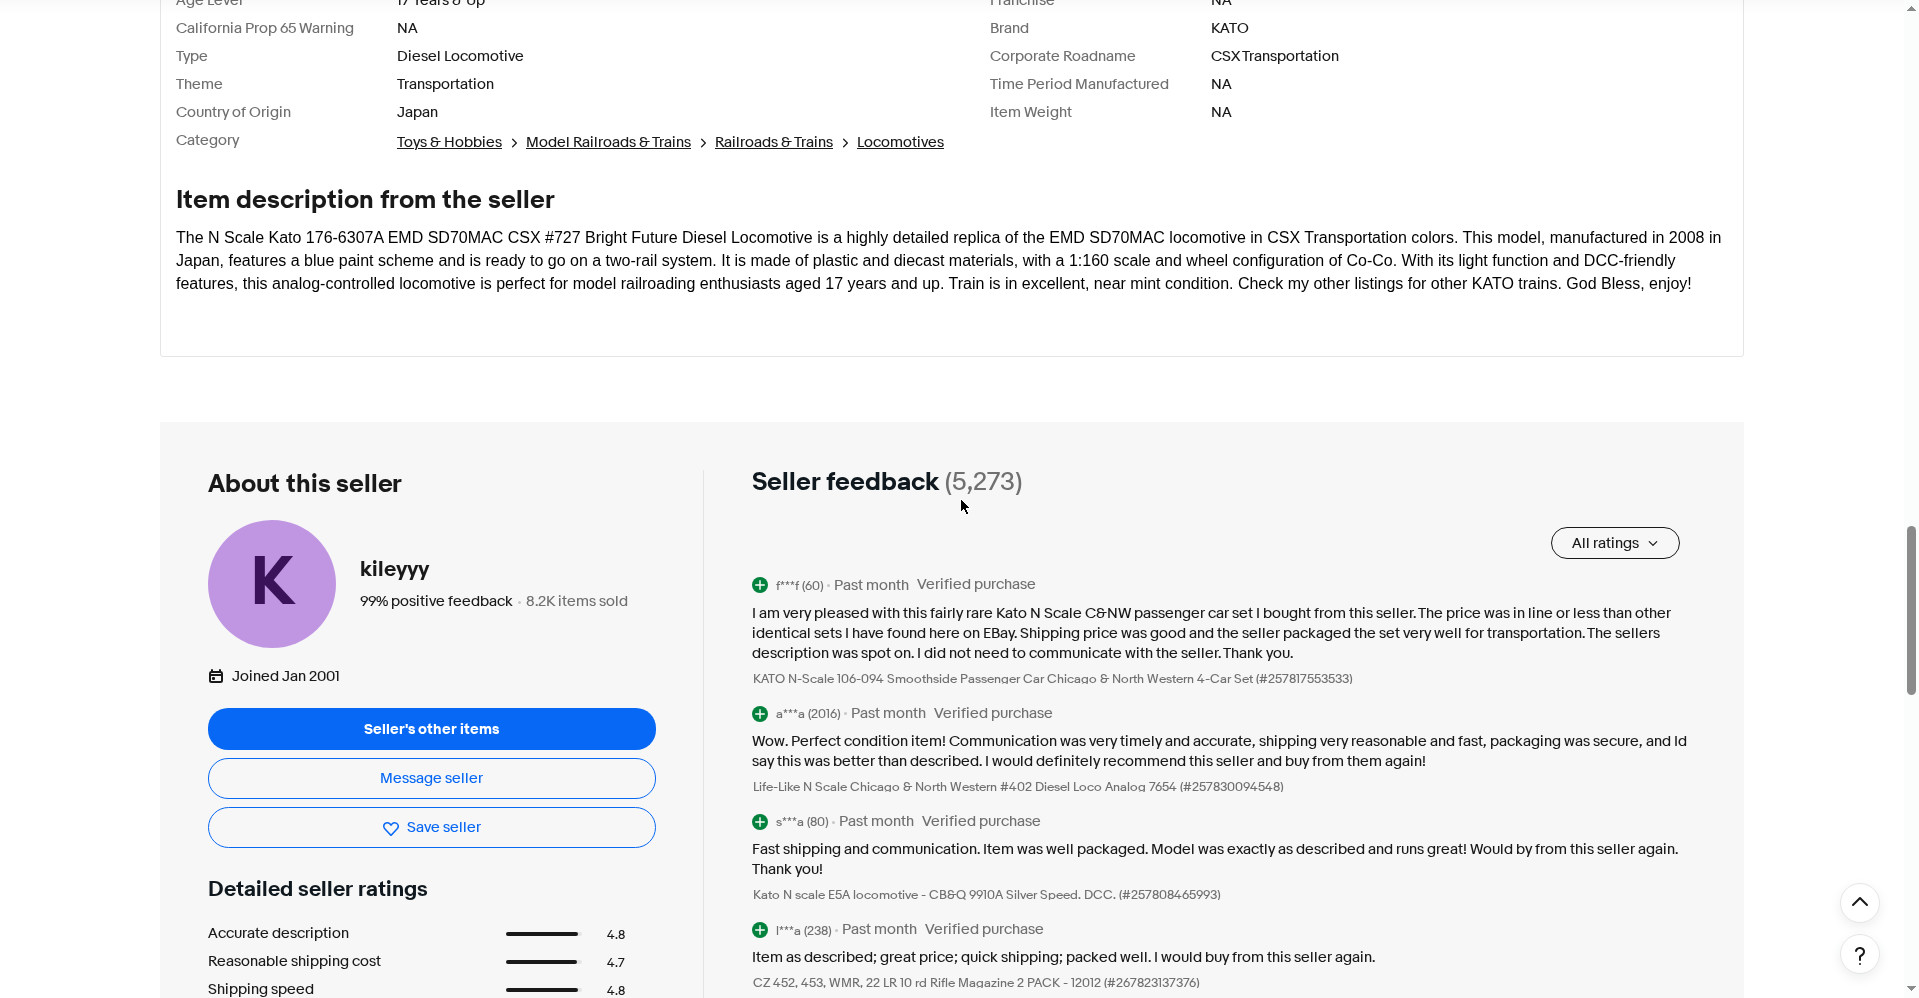 Age Level 17 Years & Up Franchise NA
California Prop 65 Warning NA Brand KATO
Type Diesel Locomotive Corporate Roadname CSX Transportation
Theme Transportation Time Period Manufactured NA
Country of Origin Japan Item Weight NA
Category Toys & Hobbies > Model Railroads & Trains > Railroads & Trains > Locomotives
Item description from the seller
The N Scale Kato 176-6307A EMD SD70MAC CSX #727 Bright Future Diesel Locomotive is a highly detailed replica of the EMD SD70MAC locomotive in CSX Transportation colors. This model, manufactured in 2008 in
Japan, features a blue paint scheme and is ready to go on a two-rail system. It is made of plastic and diecast materials, with a 1:160 scale and wheel configuration of Co-Co. With its light function and DCC-friendly
features, this analog-controlled locomotive is perfect for model railroading enthusiasts aged 17 years and up. Train is in excellent, near mint condition. Check my other listings for other KATO trains. God Bless, enjoy!
About this seller
K
kileyyy
99% positive feedback · 8.2K items sold
Joined Jan 2001
Seller's other items
Message seller
Save seller
Detailed seller ratings
Accurate description 4.8
Reasonable shipping cost 4.7
Shipping speed 4.8
Seller feedback (5,273)
All ratings
f***f (60) · Past month Verified purchase
I am very pleased with this fairly rare Kato N Scale C&NW passenger car set I bought from this seller. The price was in line or less than other
identical sets I have found here on EBay. Shipping price was good and the seller packaged the set very well for transportation. The sellers
description was spot on. I did not need to communicate with the seller. Thank you.
KATO N-Scale 106-094 Smoothside Passenger Car Chicago & North Western 4-Car Set (#257817553533)
a***a (2016) · Past month Verified purchase
Wow. Perfect condition item! Communication was very timely and accurate, shipping very reasonable and fast, packaging was secure, and Id
say this was better than described. I would definitely recommend this seller and buy from them again!
Life-Like N Scale Chicago & North Western #402 Diesel Loco Analog 7654 (#257830094548)
s***a (80) · Past month Verified purchase
Fast shipping and communication. Item was well packaged. Model was exactly as described and runs great! Would by from this seller again.
Thank you!
Kato N scale E5A locomotive - CB&Q 9910A Silver Speed. DCC. (#257808465993)
l***a (238) · Past month Verified purchase
Item as described; great price; quick shipping; packed well. I would buy from this seller again.
CZ 452, 453, WMR, 22 LR 10 rd Rifle Magazine 2 PACK - 12012 (#267823137376)
?